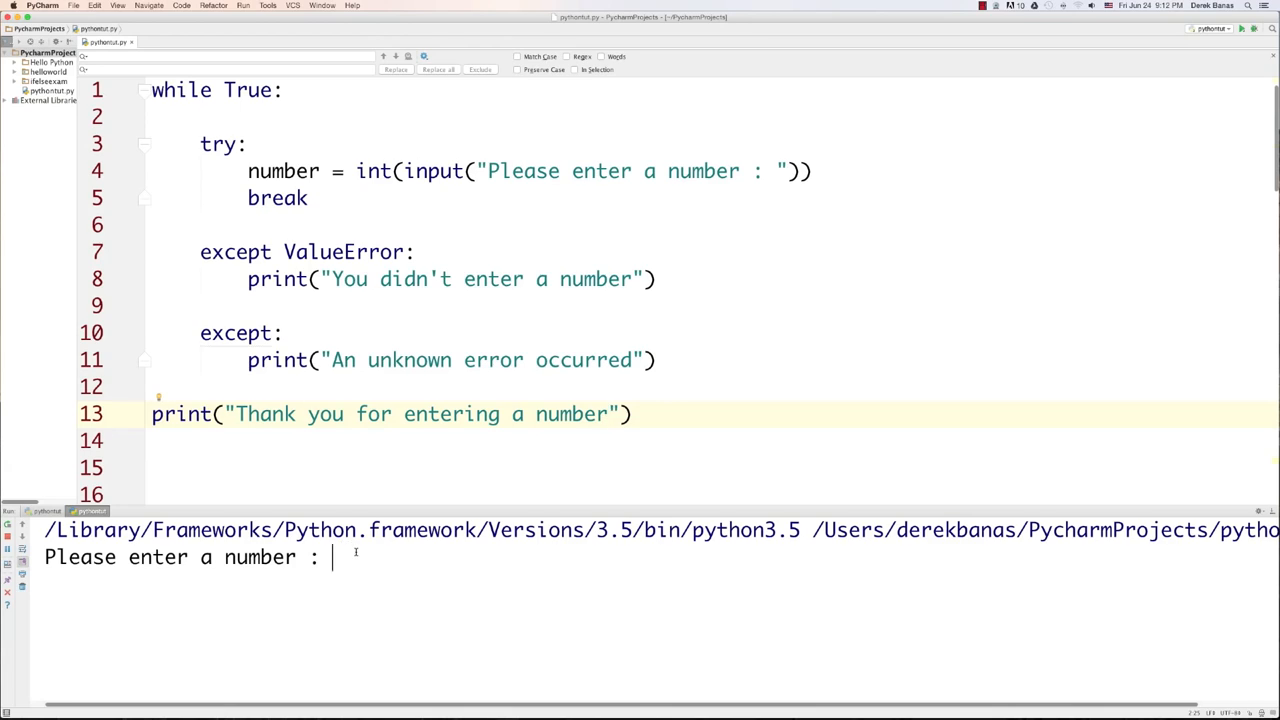 PyCharm File Edit View Navigate Code Refactor Run Tools VCS Window Help Fri Jun 24 9:12 PM Derek Banas
pythontut.py - PycharmProjects - [~/PycharmProjects]
PycharmProjects pythontut.py pythontut
pythontut.py
PycharmProject
Hello Python
helloworld
ifelseexam
pythontut.py
External Librarie
Match Case Regex Words
Replace Replace all Exclude Preserve Case In Selection
1 while True:
2
3 try:
4 number = int(input("Please enter a number : "))
5 break
6
7 except ValueError:
8 print("You didn't enter a number")
9
10 except:
11 print("An unknown error occurred")
12
13 print("Thank you for entering a number")
14
15
16
Run: pythontut pythontut
/Library/Frameworks/Python.framework/Versions/3.5/bin/python3.5 /Users/derekbanas/PycharmProjects/pytho
Please enter a number :
2:25 LF÷ UTF-8÷